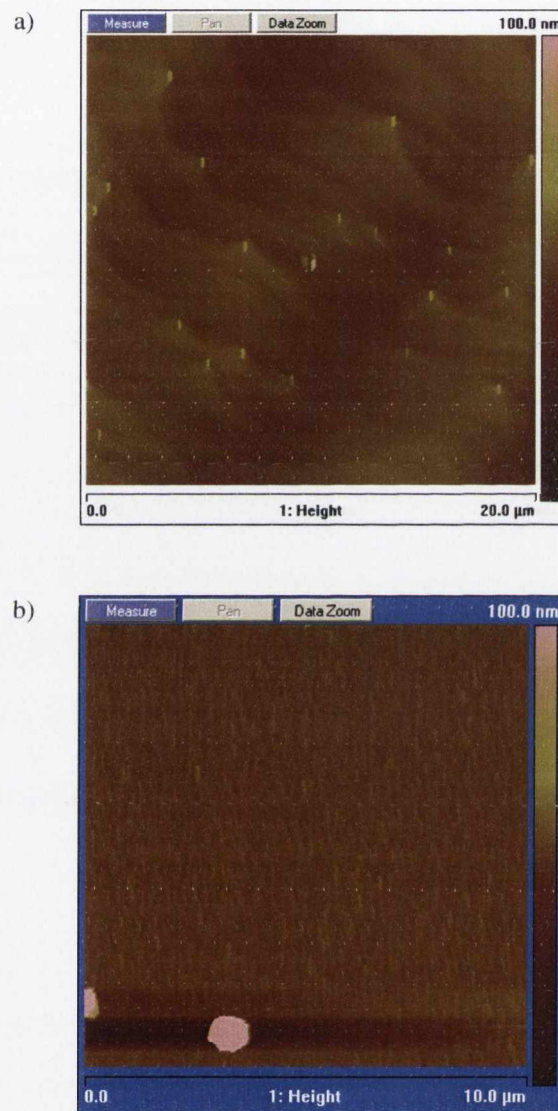 a)
Measure Pan Data Zoom 100.0 nm
0.0 1: Height 20.0 µm
b)
Measure Pan Data Zoom 100.0 nm
0.0 1: Height 10.0 µm